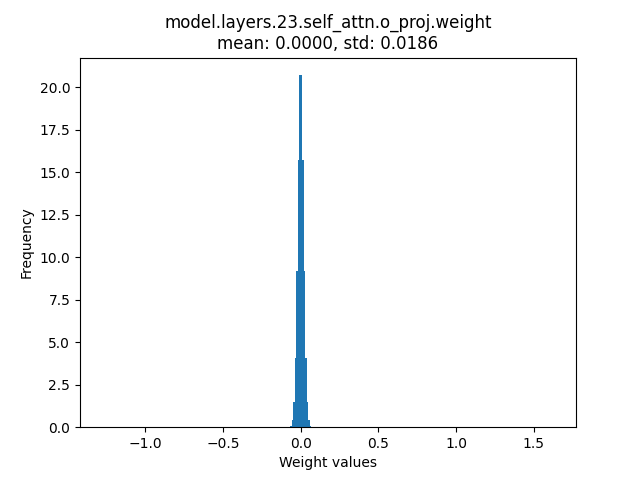 model.layers.23.self_attn.o_proj.weight
mean: 0.0000, std: 0.0186
20.0
17.5
15.0
12.5
10.0
7.5
5.0
2.5
0.0
Frequency
−1.0 −0.5 0.0 0.5 1.0 1.5
Weight values